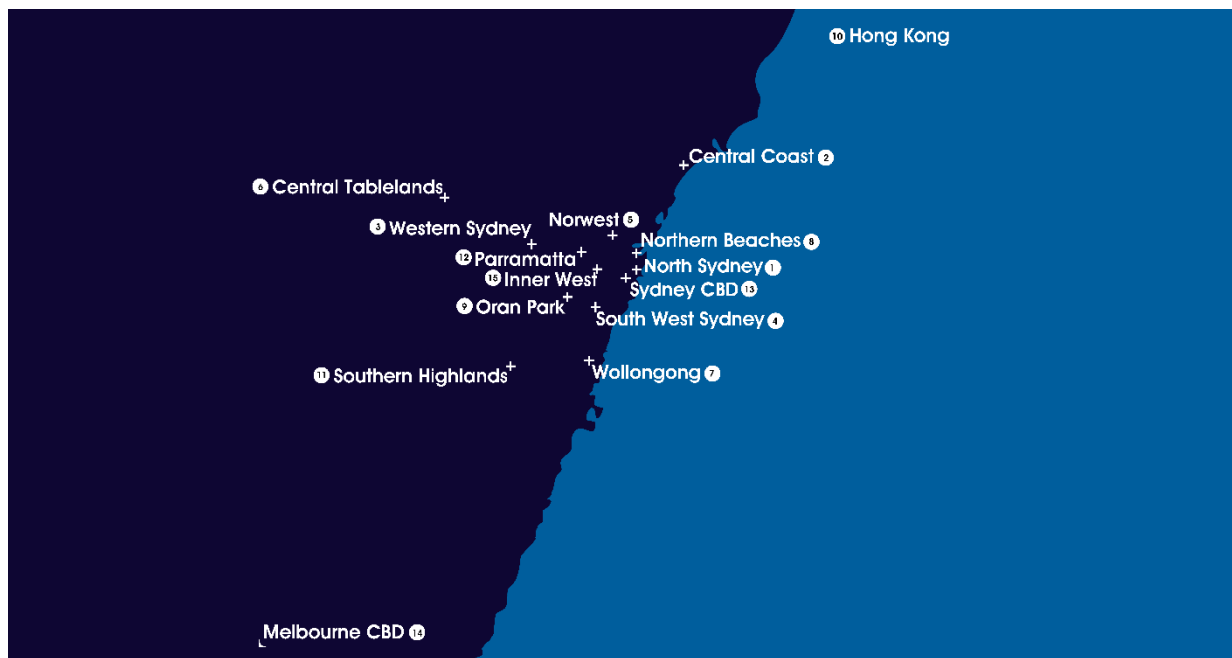 10 Hong Kong
Central Coast 2
6 Central Tablelands
Norwest 5
3 Western Sydney
Northern Beaches 8
12 Parramatta
North Sydney 1
15 Inner West
Sydney CBD 13
9 Oran Park
South West Sydney 4
11 Southern Highlands
Wollongong 7
Melbourne CBD 14